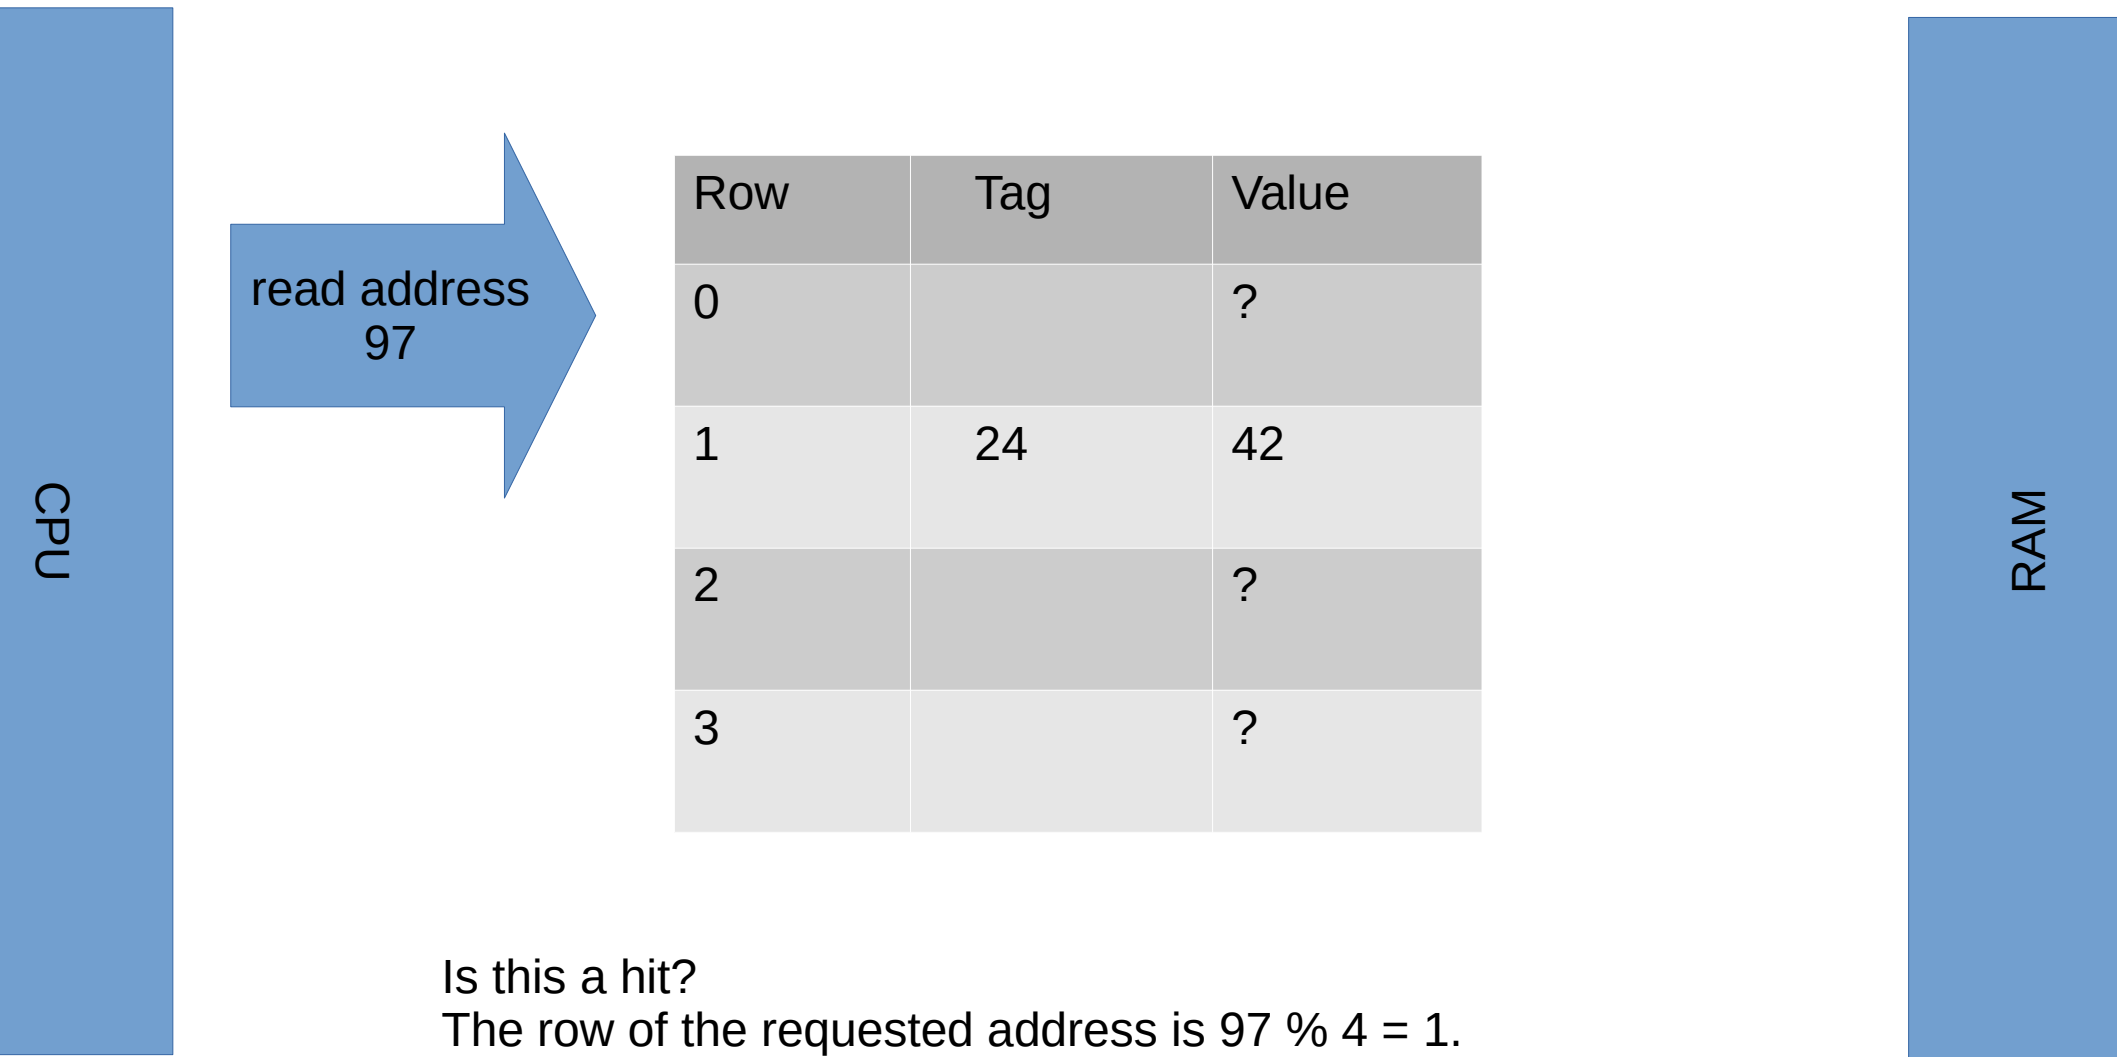 CPU
read address
97
Row Tag Value
0 ?
1 24 42
2 ?
3 ?
RAM
Is this a hit?
The row of the requested address is 97 % 4 = 1.